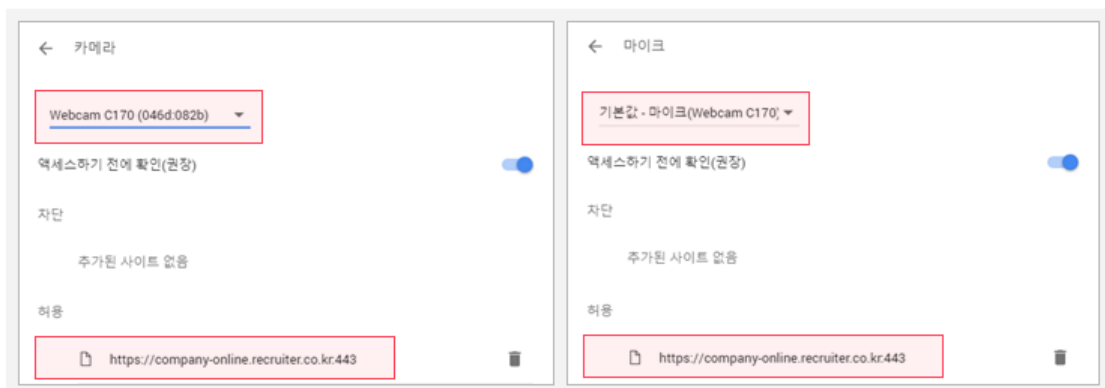 카메라
Webcam C170 (046d:082b)
액세스하기 전에 확인(권장)
차단
추가된 사이트 없음
허용
https://company-online.recruiter.co.kr:443
마이크
기본값 - 마이크(Webcam C170)
액세스하기 전에 확인(권장)
차단
추가된 사이트 없음
허용
https://company-online.recruiter.co.kr:443